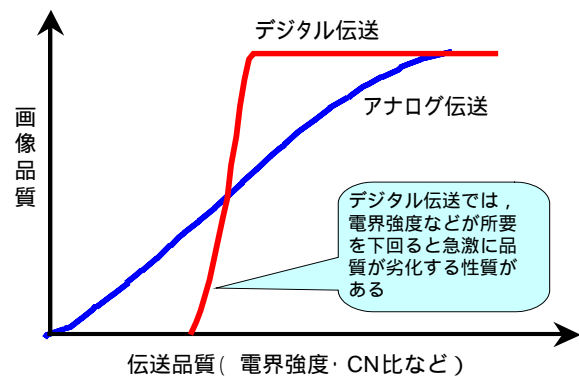 デジタル伝送
アナログ伝送
画像品質
デジタル伝送では，
電界強度などが所要
を下回ると急激に品
質が劣化する性質が
ある
伝送品質( 電界強度・CN比など )